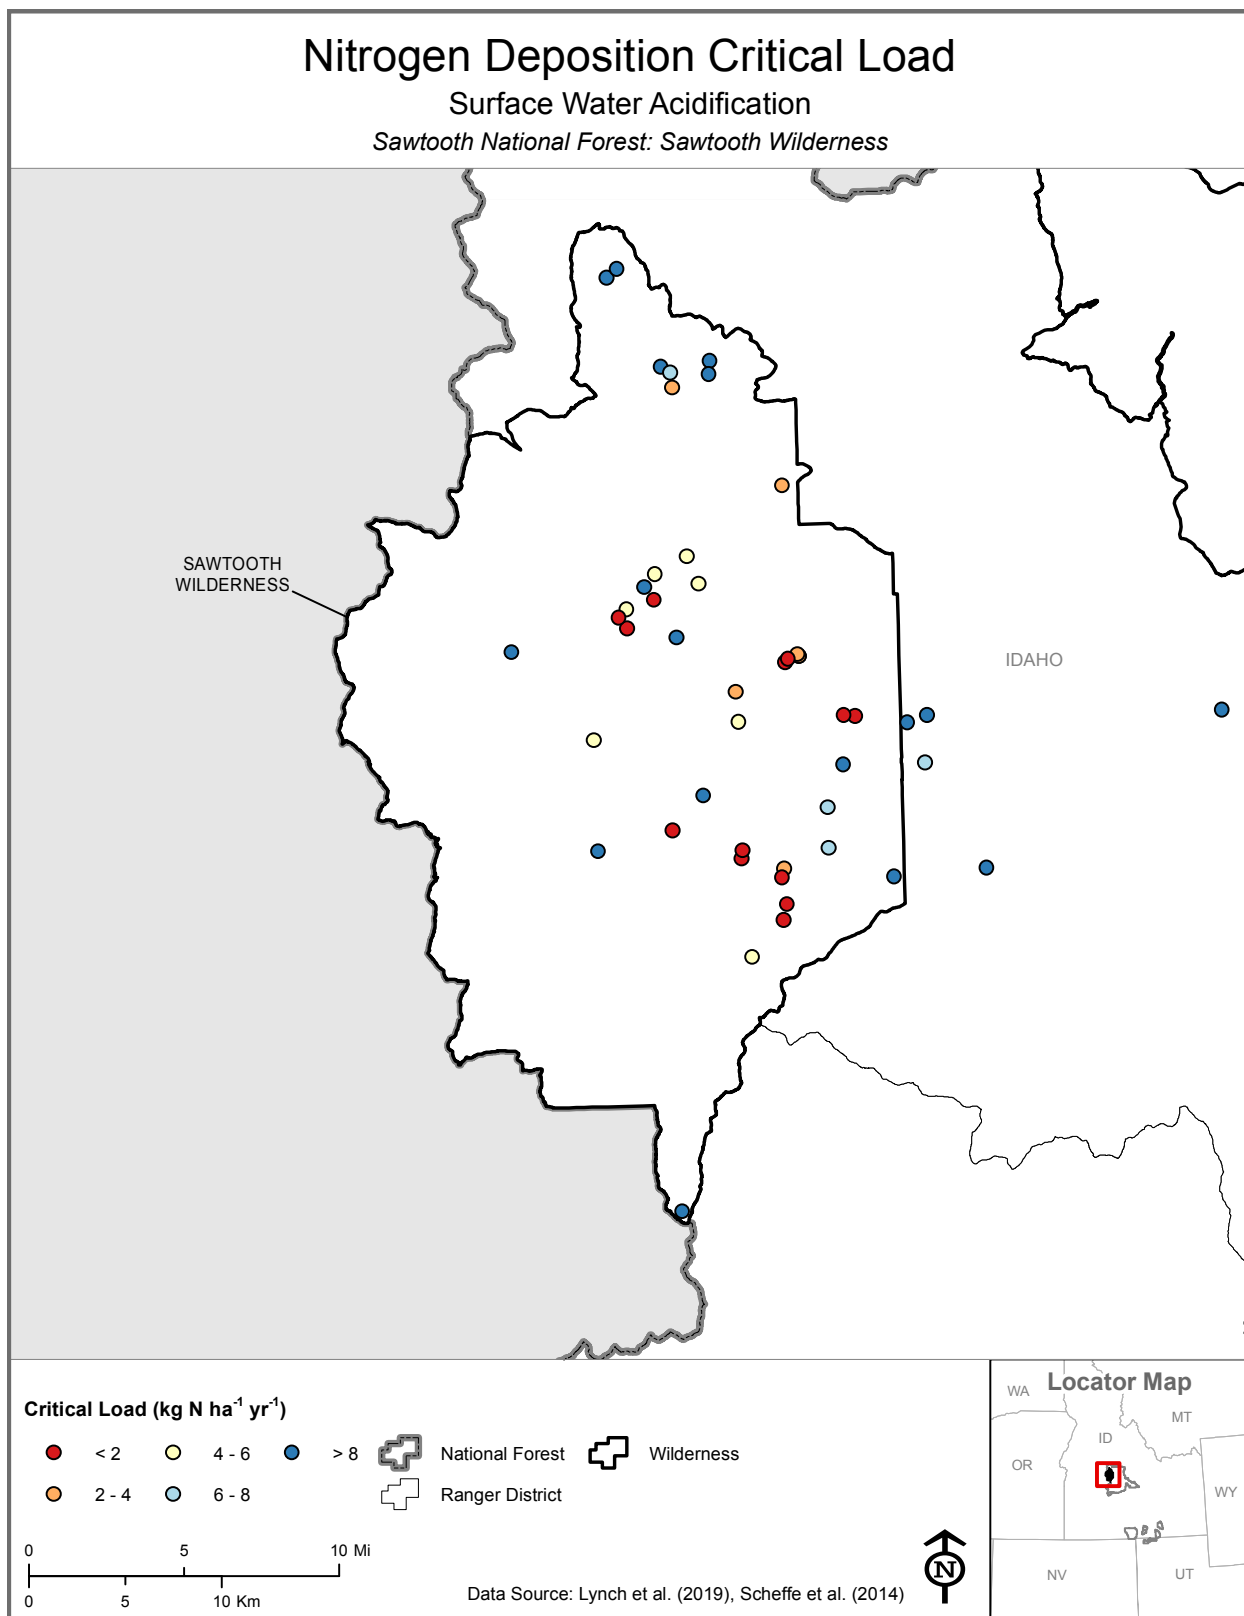 Nitrogen Deposition Critical Load
Surface Water Acidification
Sawtooth National Forest: Sawtooth Wilderness
SAWTOOTH
WILDERNESS
IDAHO
Critical Load (kg N ha⁻¹ yr⁻¹)
< 2 4 - 6 > 8 National Forest Wilderness
2 - 4 6 - 8 Ranger District
0 5 10 Mi
0 5 10 Km
Data Source: Lynch et al. (2019), Scheffe et al. (2014)
N
Locator Map
WA
MT
ID
OR
WY
NV
UT